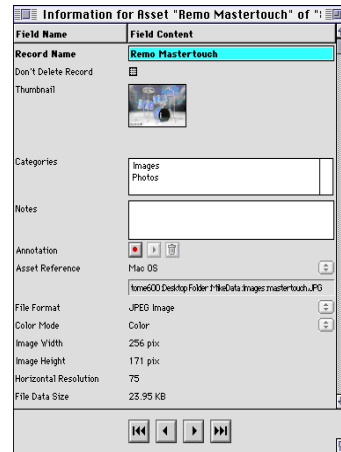 Information for Asset "Remo Mastertouch" of "
Field Name
Field Content
Record Name
Remo Mastertouch
Don't Delete Record
Thumbnail
Categories
Images
Photos
Notes
Annotation
Asset Reference
Mac OS
tome600:Desktop Folder:MikeData:Images:mastertouch.JPG
File Format
JPEG Image
Color Mode
Color
Image Width
256 pix
Image Height
171 pix
Horizontal Resolution
75
File Data Size
23.95 KB